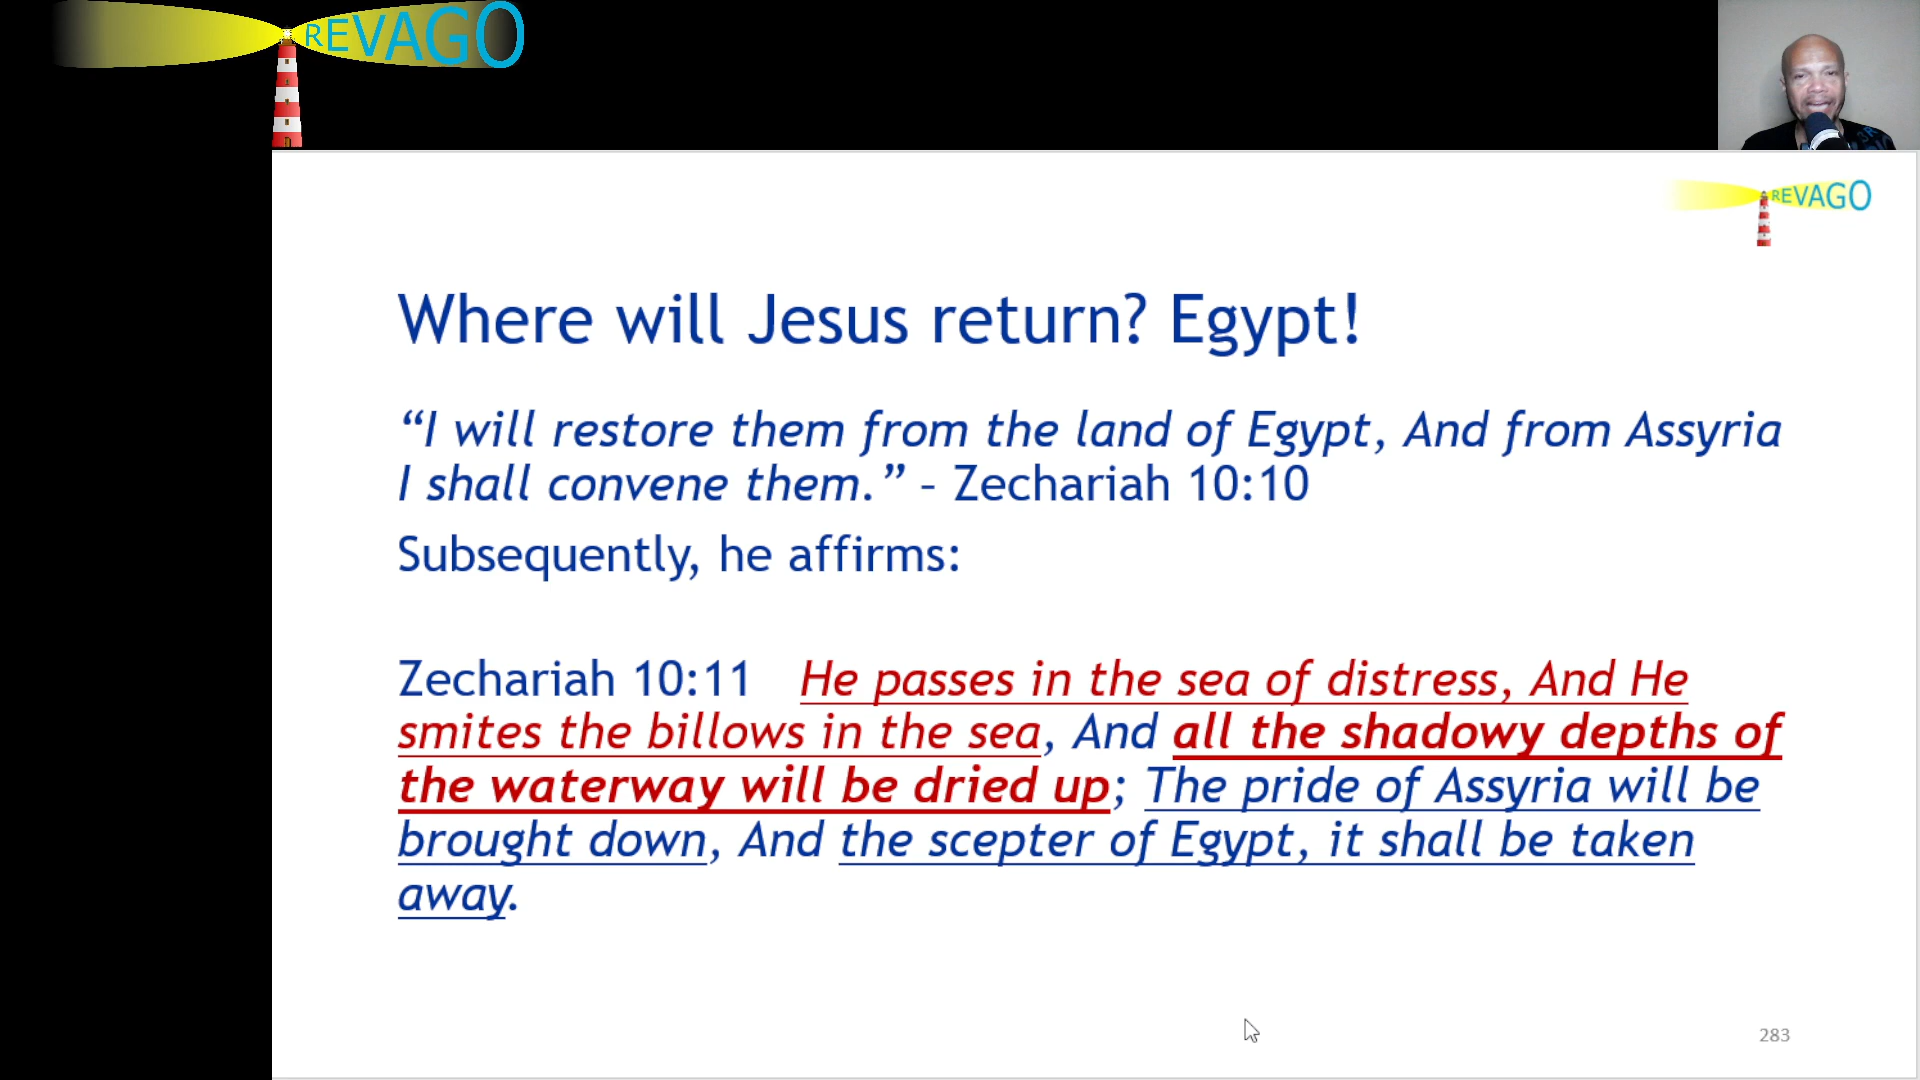 REVAGO
REVAGO
Where will Jesus return? Egypt!
“I will restore them from the land of Egypt, And from Assyria
I shall convene them.” – Zechariah 10:10
Subsequently, he affirms:
Zechariah 10:11 He passes in the sea of distress, And He
smites the billows in the sea, And all the shadowy depths of
the waterway will be dried up; The pride of Assyria will be
brought down, And the scepter of Egypt, it shall be taken
away.
283